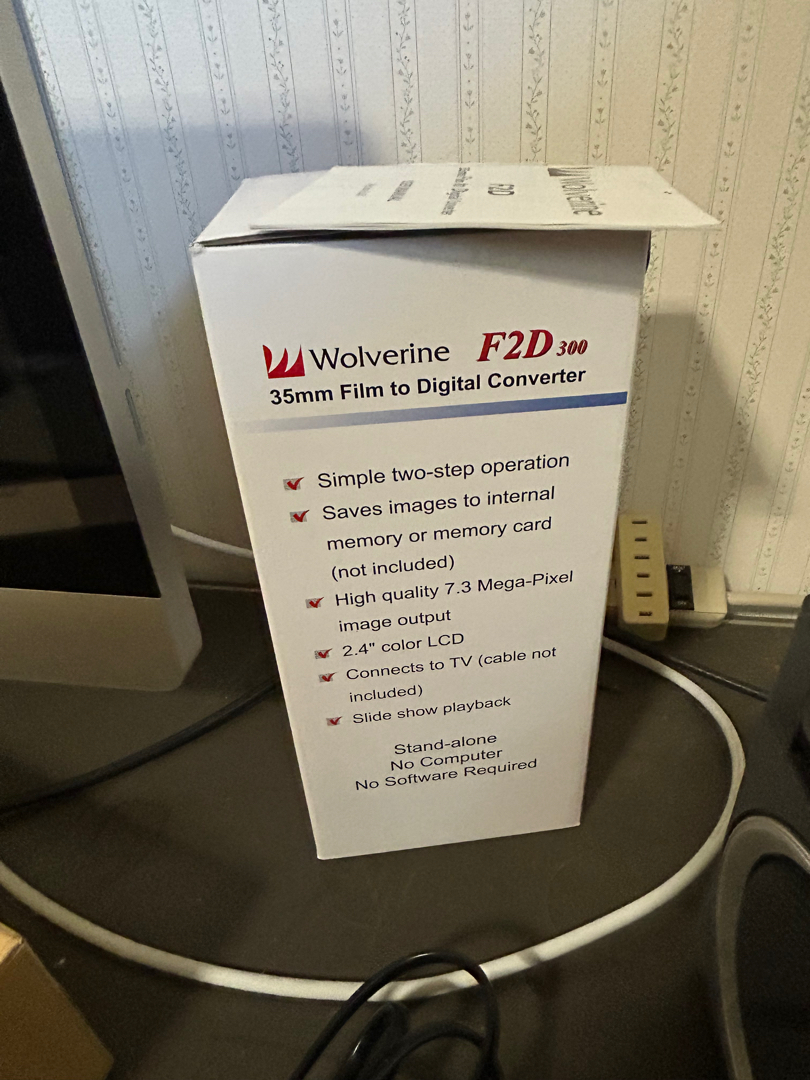 Wolverine
F2D
Wolverine F2D 300
35mm Film to Digital Converter
Simple two-step operation
Saves images to internal
memory or memory card
(not included)
High quality 7.3 Mega-Pixel
image output
2.4" color LCD
Connects to TV (cable not
included)
Slide show playback
Stand-alone
No Computer
No Software Required